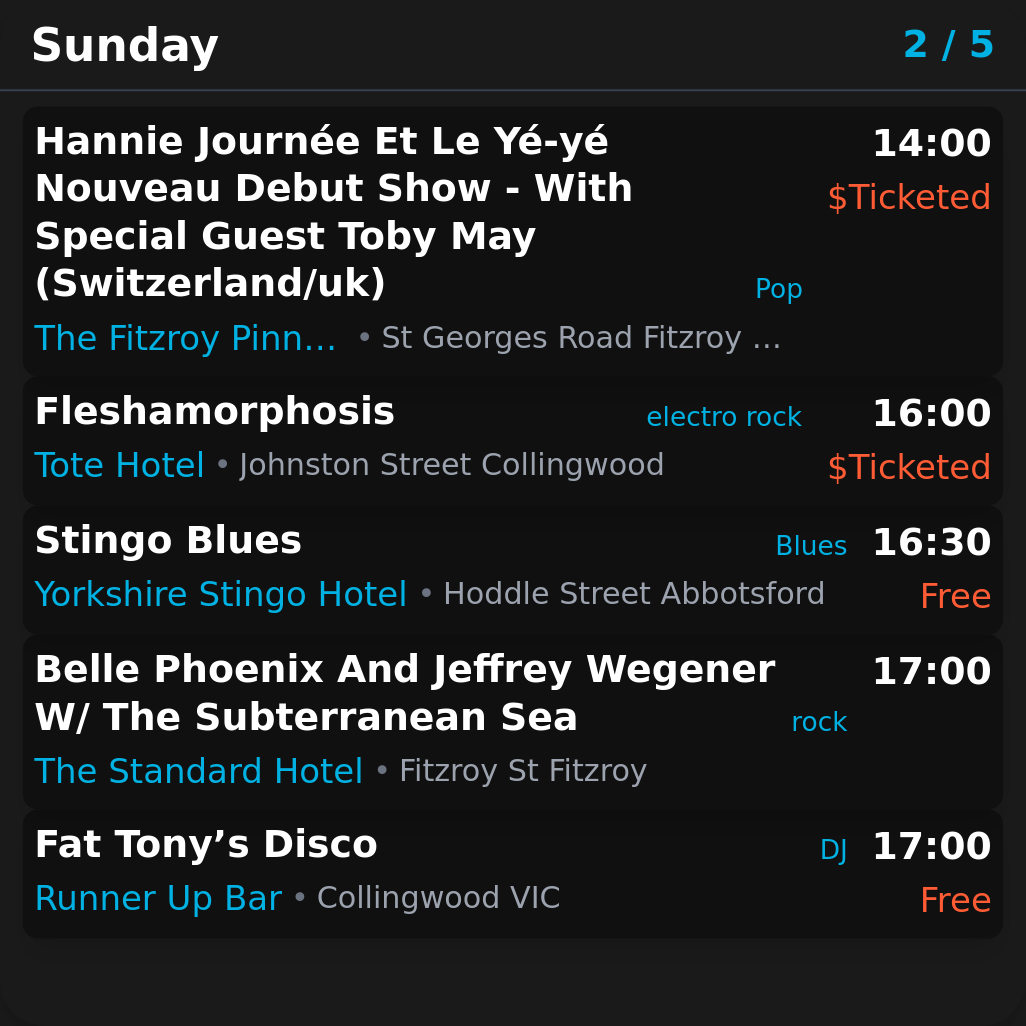 Sunday
2 / 5
Hannie Journée Et Le Yé-yé
Nouveau Debut Show - With
Special Guest Toby May
(Switzerland/uk)
Pop
14:00
$Ticketed
The Fitzroy Pinn… • St Georges Road Fitzroy …
Fleshamorphosis
electro rock
16:00
Tote Hotel • Johnston Street Collingwood
$Ticketed
Stingo Blues
Blues
16:30
Yorkshire Stingo Hotel • Hoddle Street Abbotsford
Free
Belle Phoenix And Jeffrey Wegener
W/ The Subterranean Sea
rock
17:00
The Standard Hotel • Fitzroy St Fitzroy
Fat Tony’s Disco
DJ
17:00
Runner Up Bar • Collingwood VIC
Free